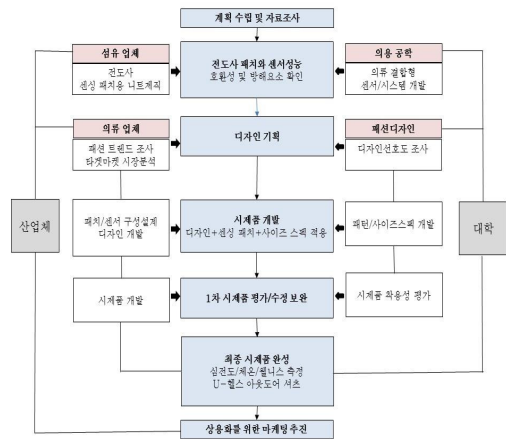 계획 수립 및 자료조사
섬유 업체
전도사
센싱 패치용 니트제직
전도사 패치와 센서성능
호환성 및 방해요소 확인
의용 공학
의류 결합형
센서/시스템 개발
의류 업체
패션 트렌드 조사
타겟마켓 시장분석
디자인 기획
패션디자인
디자인선호도 조사
산업체
패치/센서 구성설계
디자인 개발
시제품 개발
디자인+센싱 패치+사이즈 스펙 적용
패턴/사이즈스펙 개발
대학
시제품 개발
1차 시제품 평가/수정 보완
시제품 착용성 평가
최종 시제품 완성
심전도/체온/웰니스 측정
U-헬스 아웃도어 셔츠
상용화를 위한 마케팅 추진